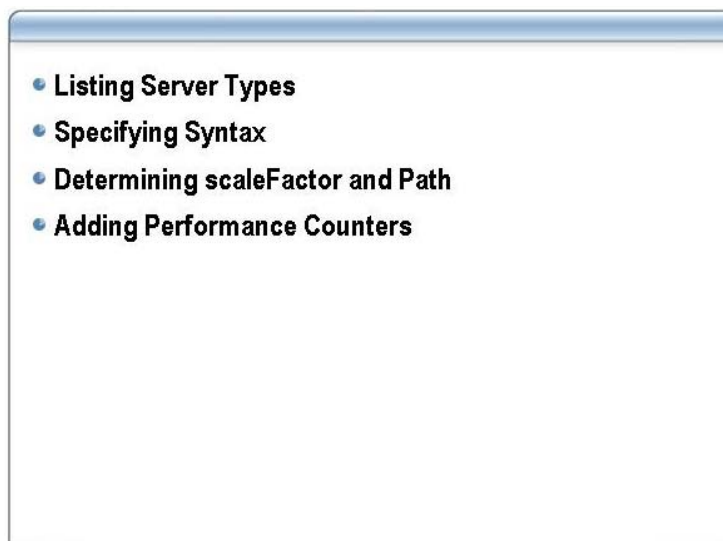 Listing Server Types
Specifying Syntax
Determining scaleFactor and Path
Adding Performance Counters